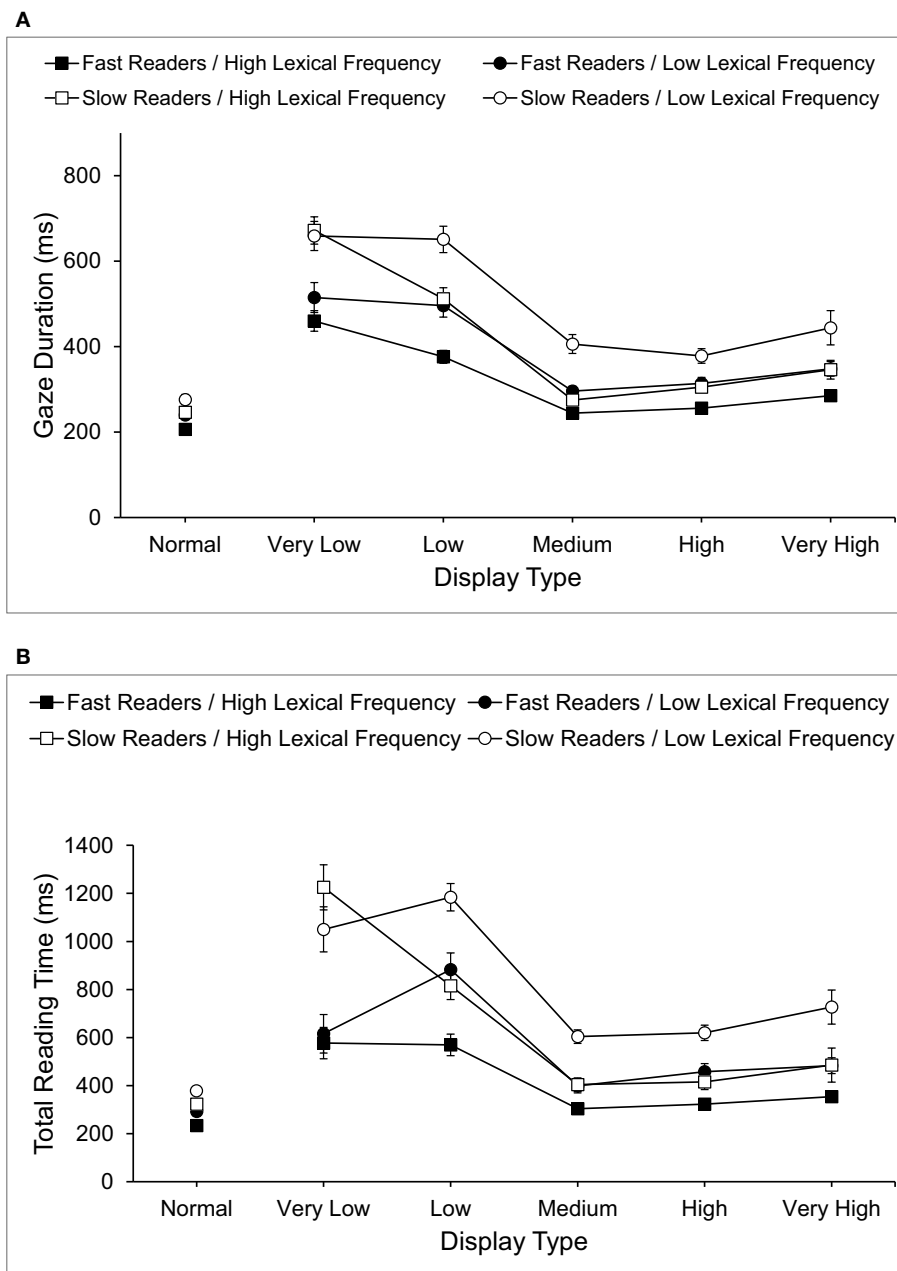 A
Fast Readers / High Lexical Frequency Fast Readers / Low Lexical Frequency
Slow Readers / High Lexical Frequency Slow Readers / Low Lexical Frequency
800
600
400
200
0
Gaze Duration (ms)
Normal Very Low Low Medium High Very High
Display Type
B
Fast Readers / High Lexical Frequency Fast Readers / Low Lexical Frequency
Slow Readers / High Lexical Frequency Slow Readers / Low Lexical Frequency
1400
1200
1000
800
600
400
200
0
Total Reading Time (ms)
Normal Very Low Low Medium High Very High
Display Type